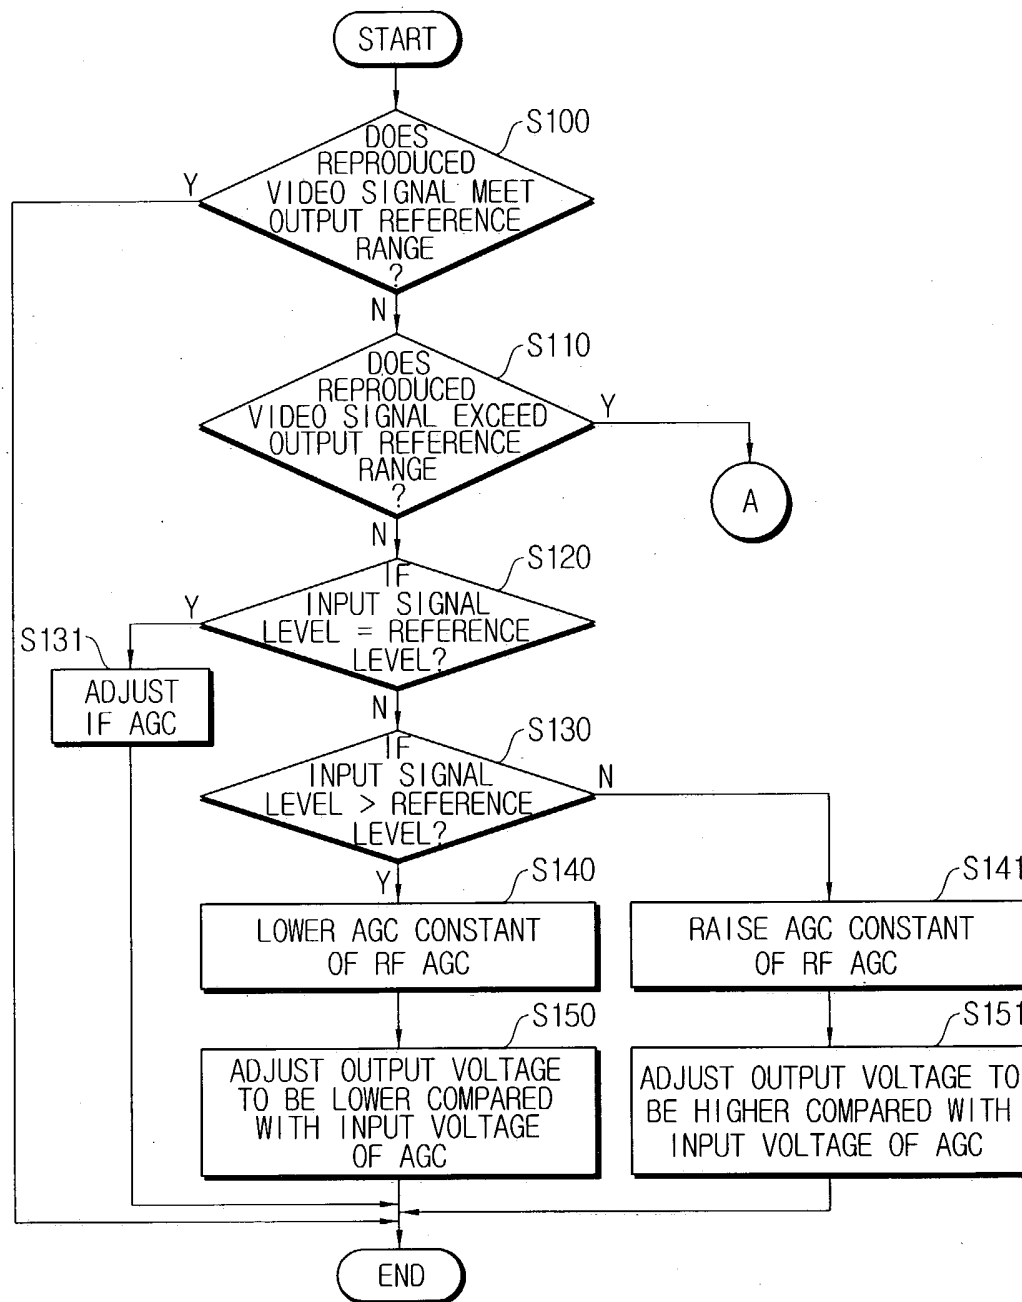 START
S100
DOES
REPRODUCED
VIDEO SIGNAL MEET
OUTPUT REFERENCE
RANGE
?
Y
N
S110
DOES
REPRODUCED
VIDEO SIGNAL EXCEED
OUTPUT REFERENCE
RANGE
?
Y
A
N
S120
IF
INPUT SIGNAL
LEVEL = REFERENCE
LEVEL?
Y
S131
ADJUST
IF AGC
N
S130
IF
INPUT SIGNAL
LEVEL > REFERENCE
LEVEL?
N
Y
S140
LOWER AGC CONSTANT
OF RF AGC
S141
RAISE AGC CONSTANT
OF RF AGC
S150
ADJUST OUTPUT VOLTAGE
TO BE LOWER COMPARED
WITH INPUT VOLTAGE
OF AGC
S151
ADJUST OUTPUT VOLTAGE TO
BE HIGHER COMPARED WITH
INPUT VOLTAGE OF AGC
END